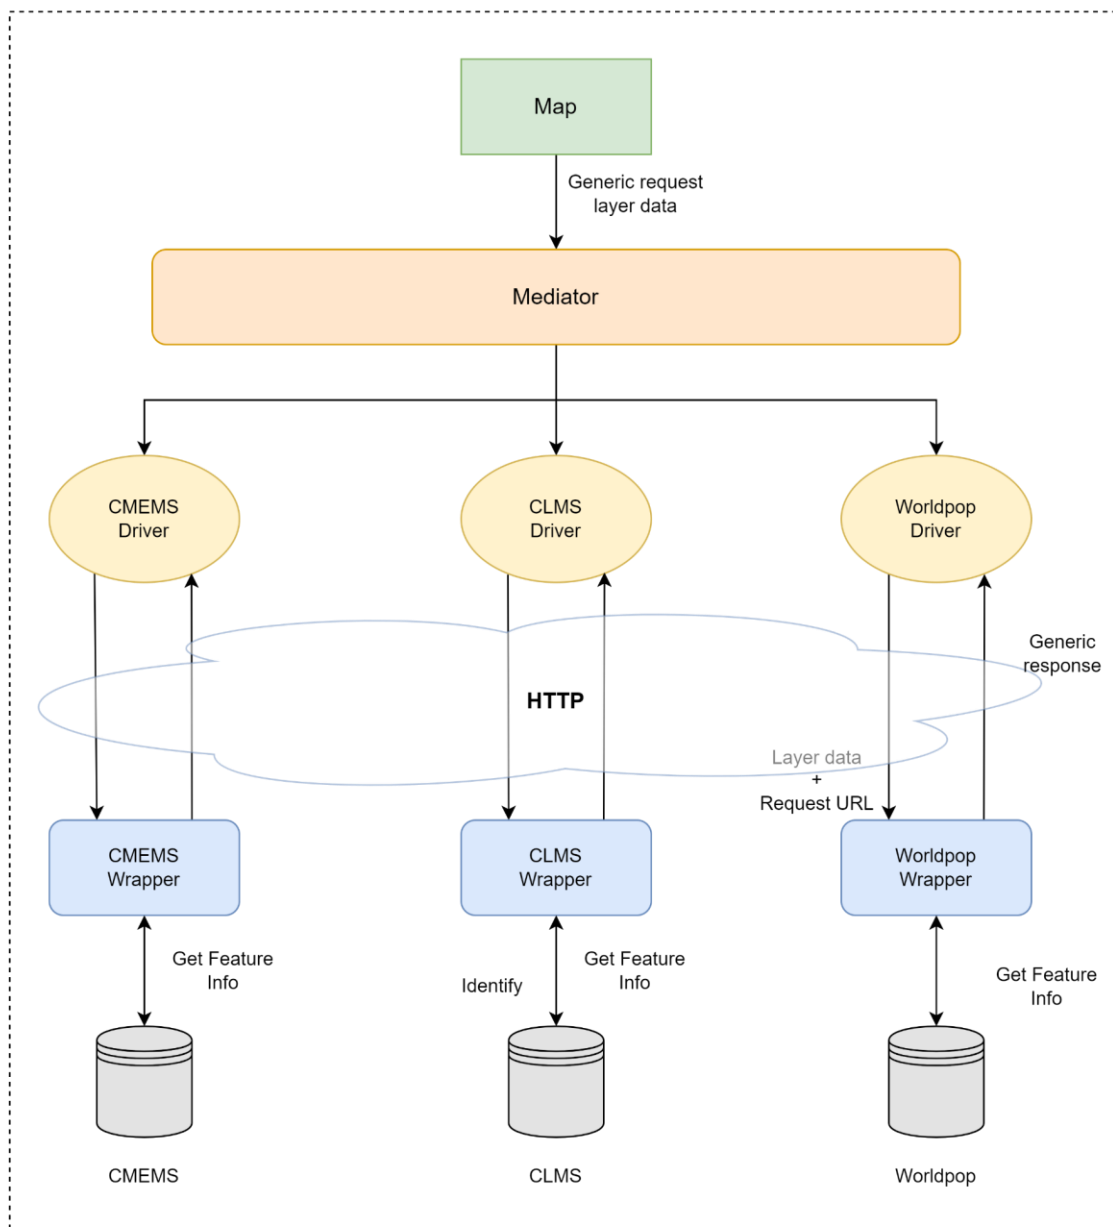 Map
Generic request
layer data
Mediator
CMEMS
Driver
CLMS
Driver
Worldpop
Driver
Generic
response
HTTP
Layer data
+
Request URL
CMEMS
Wrapper
CLMS
Wrapper
Worldpop
Wrapper
Get Feature
Info
Identify
Get Feature
Info
Get Feature
Info
CMEMS
CLMS
Worldpop